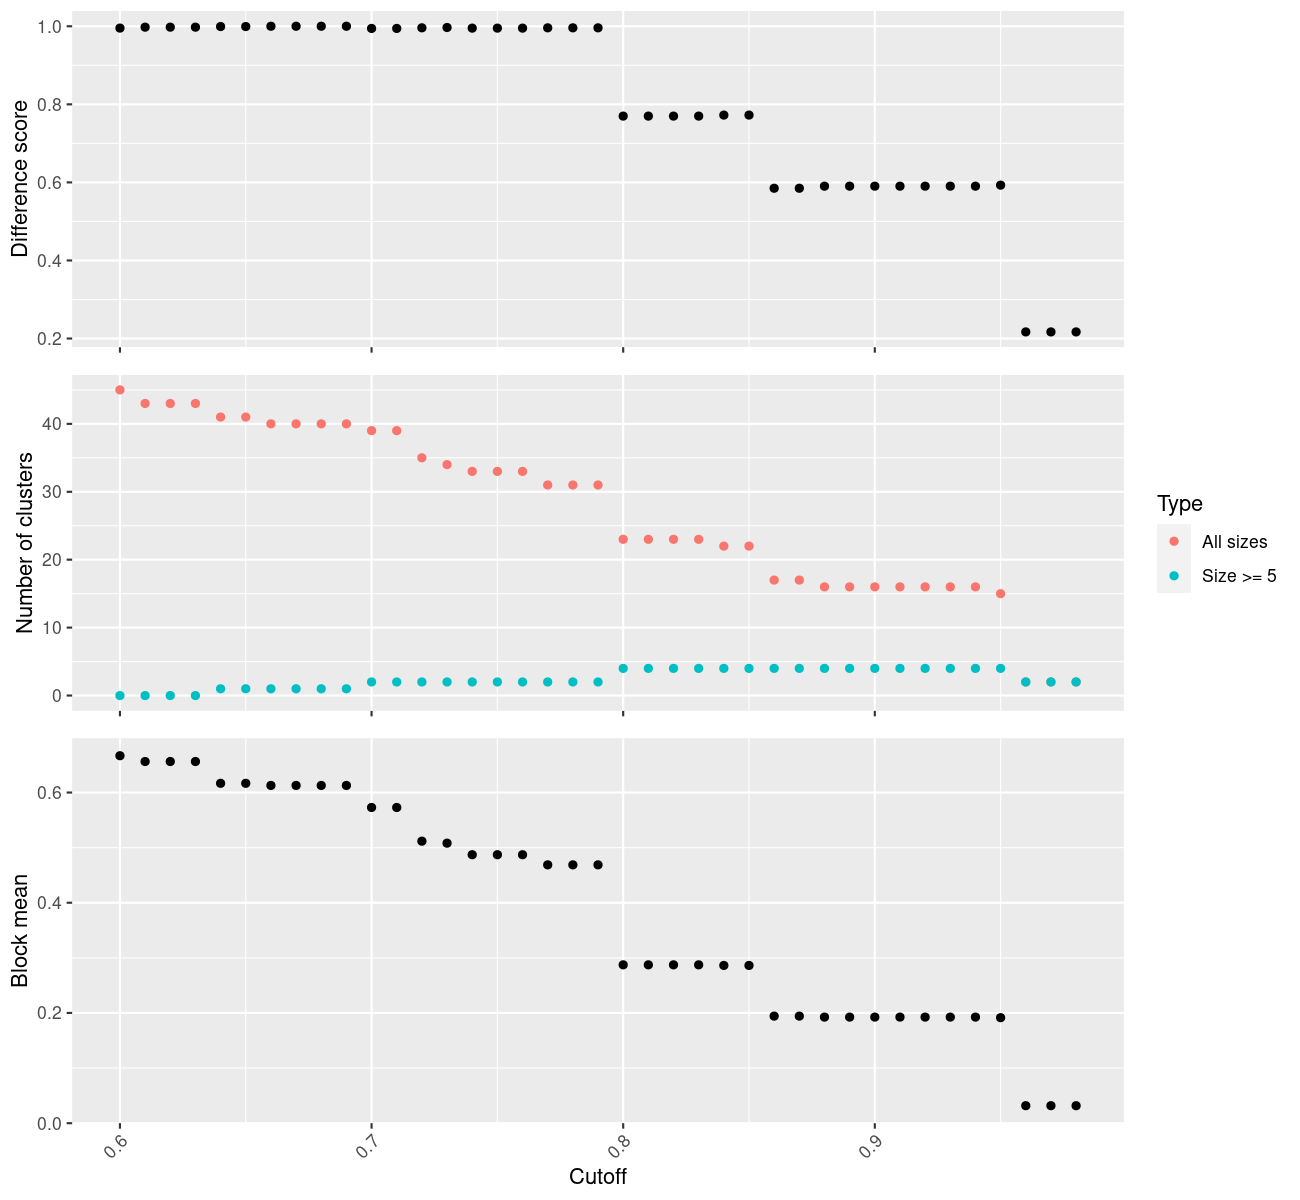 Difference score
1.0
0.8
0.6
0.4
0.2
Number of clusters
40
30
20
10
0
Type
All sizes
Size >= 5
Block mean
0.6
0.4
0.2
0.0
0.6
0.7
0.8
0.9
Cutoff